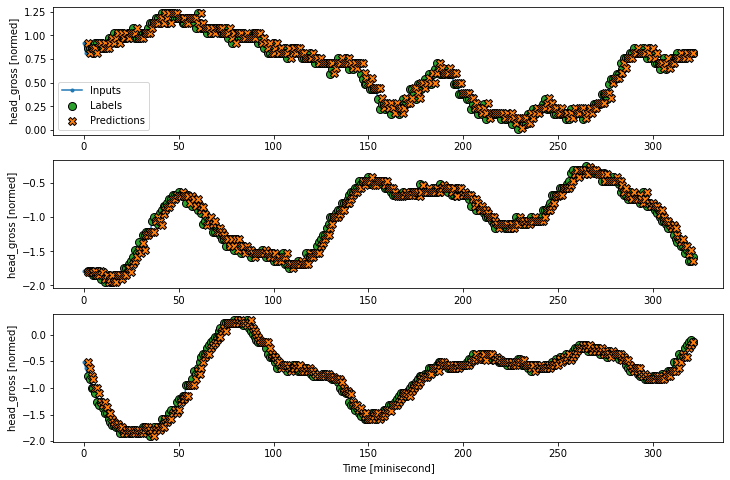 1.25
1.00
0.75
0.50
0.25
0.00
head_gross [normed]
Inputs
Labels
Predictions
0 50 100 150 200 250 300
−0.5
−1.0
−1.5
−2.0
head_gross [normed]
0 50 100 150 200 250 300
0.0
−0.5
−1.0
−1.5
−2.0
head_gross [normed]
0 50 100 150 200 250 300
Time [minisecond]